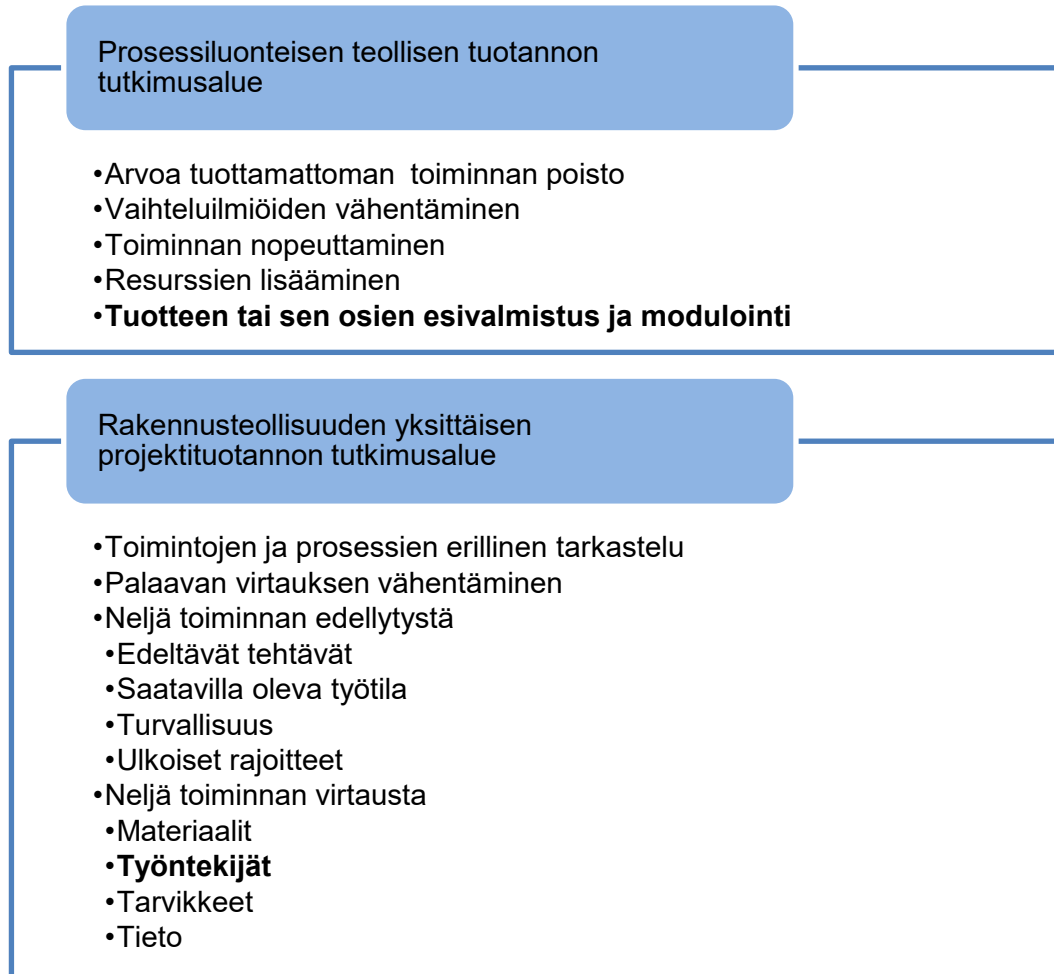 Prosessiluonteisen teollisen tuotannon
tutkimusalue
•Arvoa tuottamattoman  toiminnan poisto
•Vaihteluilmiöiden vähentäminen
•Toiminnan nopeuttaminen
•Resurssien lisääminen
•Tuotteen tai sen osien esivalmistus ja modulointi
Rakennusteollisuuden yksittäisen
projektituotannon tutkimusalue
•Toimintojen ja prosessien erillinen tarkastelu
•Palaavan virtauksen vähentäminen
•Neljä toiminnan edellytystä
•Edeltävät tehtävät
•Saatavilla oleva työtila
•Turvallisuus
•Ulkoiset rajoitteet
•Neljä toiminnan virtausta
•Materiaalit
•Työntekijät
•Tarvikkeet
•Tieto